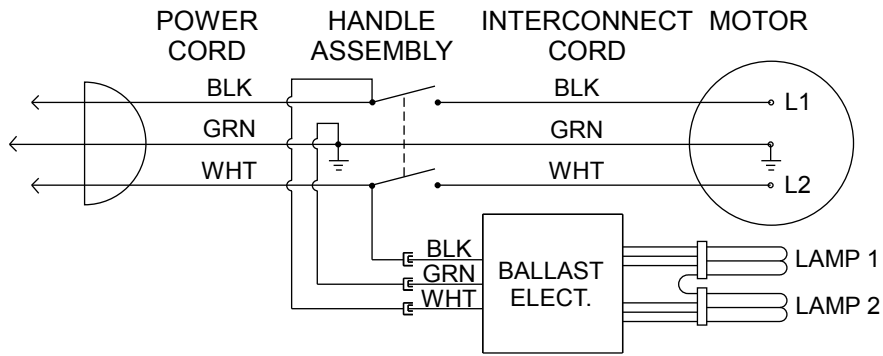 POWER CORD
HANDLE ASSEMBLY
INTERCONNECT CORD
MOTOR
BLK
BLK
L1
GRN
GRN
WHT
WHT
L2
BLK
GRN
WHT
BALLAST
ELECT.
LAMP 1
LAMP 2